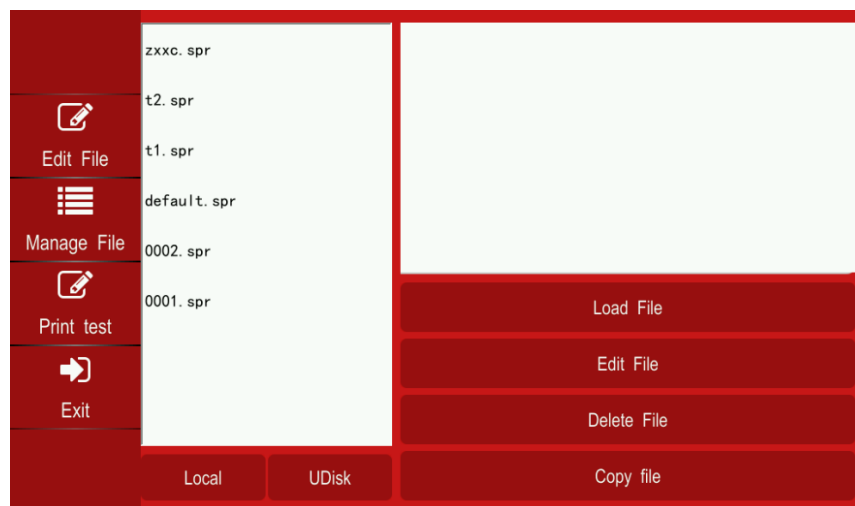 Edit File
Manage File
Print test
Exit
zxxc.spr
t2.spr
t1.spr
default.spr
0002.spr
0001.spr
Local
UDisk
Load File
Edit File
Delete File
Copy file